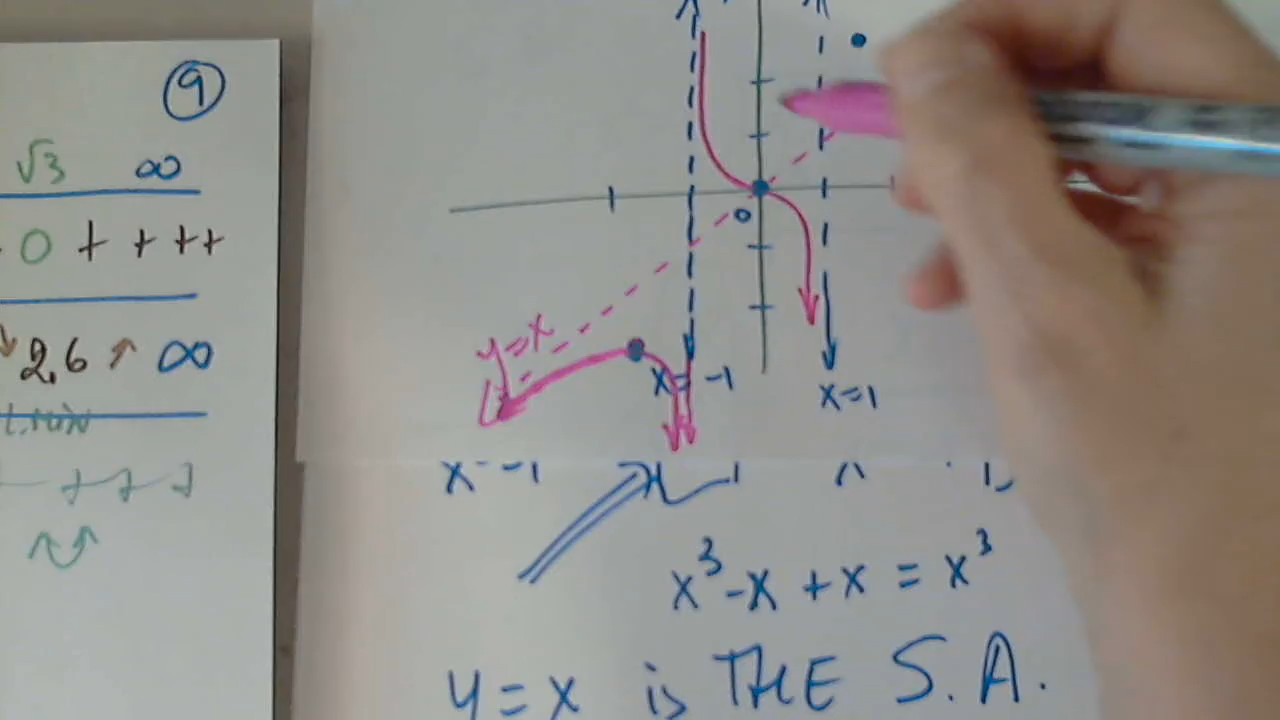 9
√3 ∞
0 + + ++
2,6 ↗ ∞
y=x
x=-1
x=1
x³-x+x=x³
y=x is THE S.A.